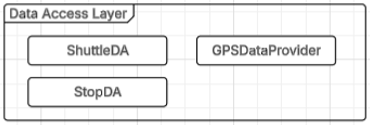 Data Access Layer
ShuttleDA
GPSDataProvider
StopDA